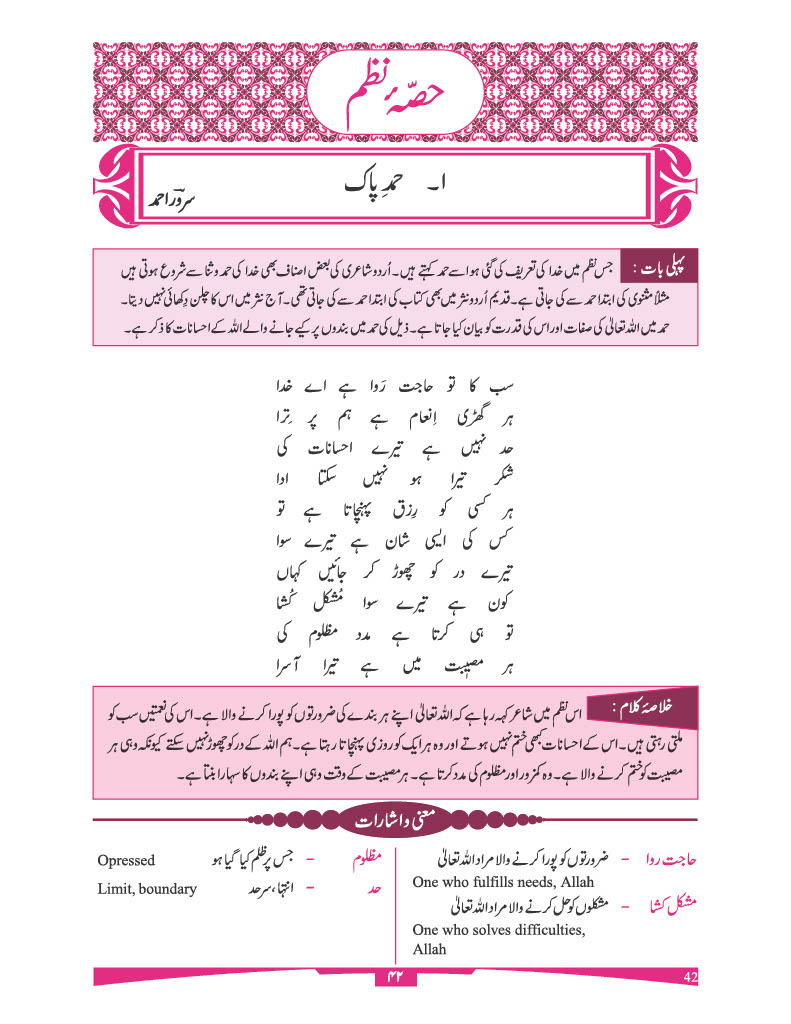 حصّۂ نظم
۱۔ حمدِ پاک
سرور احمد
پہلی بات : جس نظم میں خدا کی تعریف کی گئی ہو اسے حمد کہتے ہیں۔ اُردو شاعری کی بعض اصناف بھی خدا کی حمد و ثنا سے شروع ہوتی ہیں
مثلاً مثنوی کی ابتدا حمد سے کی جاتی ہے۔ قدیم اُردو نثر میں بھی کتاب کی ابتدا حمد سے کی جاتی تھی۔ آج نثر میں اس کا چلن دِکھائی نہیں دیتا۔
حمد میں اللہ تعالیٰ کی صفات اور اس کی قدرت کو بیان کیا جاتا ہے۔ ذیل کی حمد میں بندوں پر کیے جانے والے اللہ کے احسانات کا ذکر ہے۔
سب کا تو حاجت رَوا ہے اے خدا
ہر گھڑی اِنعام ہے ہم پر تِرا
حد نہیں ہے تیرے احسانات کی
شکر تیرا ہو نہیں سکتا ادا
ہر کسی کو رِزق پہنچاتا ہے تو
کس کی ایسی شان ہے تیرے سوا
تیرے در کو چھوڑ کر جائیں کہاں
کون ہے تیرے سوا مُشکل کُشا
تو ہی کرتا ہے مدد مظلوم کی
ہر مصیبت میں ہے تیرا آسرا
خلاصۂ کلام : اس نظم میں شاعر کہہ رہا ہے کہ اللہ تعالیٰ اپنے ہر بندے کی ضرورتوں کو پورا کرنے والا ہے۔ اس کی نعمتیں سب کو
ملتی رہتی ہیں۔ اس کے احسانات کبھی ختم نہیں ہوتے اور وہ ہر ایک کو روزی پہنچاتا رہتا ہے۔ ہم اللہ کے در کو چھوڑ نہیں سکتے کیونکہ وہی ہر
مصیبت کو ختم کرنے والا ہے۔ وہ کمزور اور مظلوم کی مدد کرتا ہے۔ ہر مصیبت کے وقت وہی اپنے بندوں کا سہارا بنتا ہے۔
معنی و اشارات
حاجت روا - ضرورتوں کو پورا کرنے والا مراد اللہ تعالیٰ
One who fulfills needs, Allah
مشکل کشا - مشکلوں کو حل کرنے والا مراد اللہ تعالیٰ
One who solves difficulties,
Allah
مظلوم - جس پر ظلم کیا گیا ہو Opressed
حد - انتہا، سرحد Limit, boundary
۴۲
42